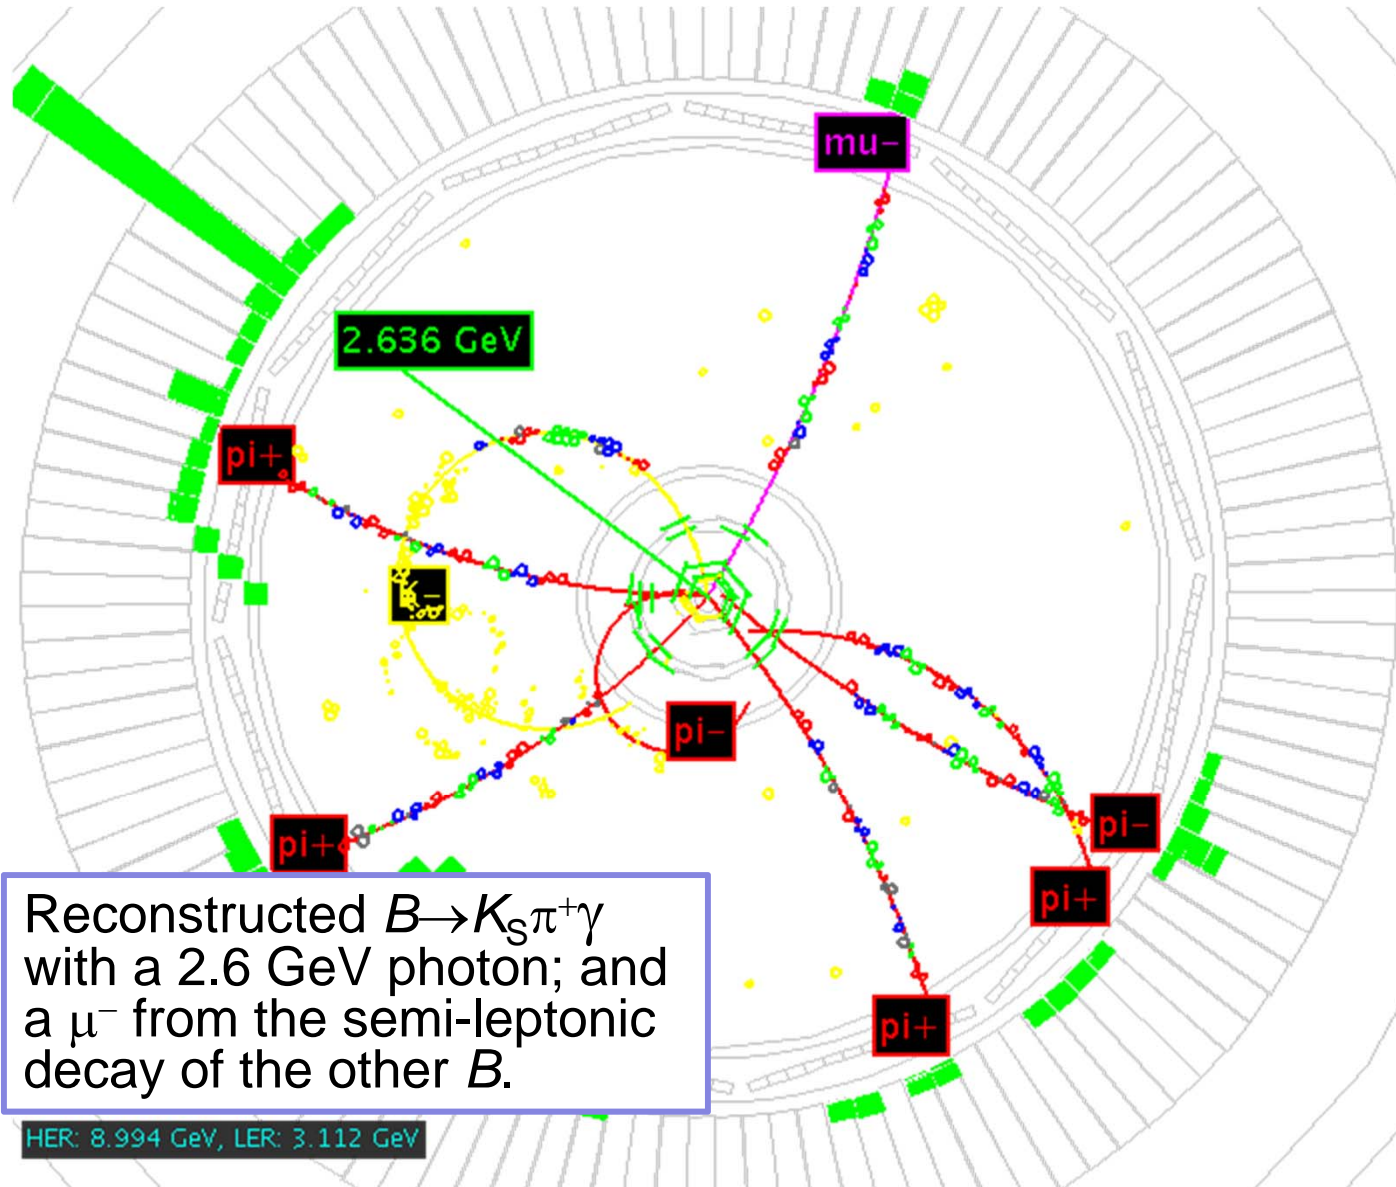 mu−
2.636 GeV
pi+
K-
pi-
pi-
pi+
pi+
pi+
Reconstructed B→K_Sπ⁺γ
with a 2.6 GeV photon; and
a μ⁻ from the semi-leptonic
decay of the other B.
HER: 8.994 GeV, LER: 3.112 GeV